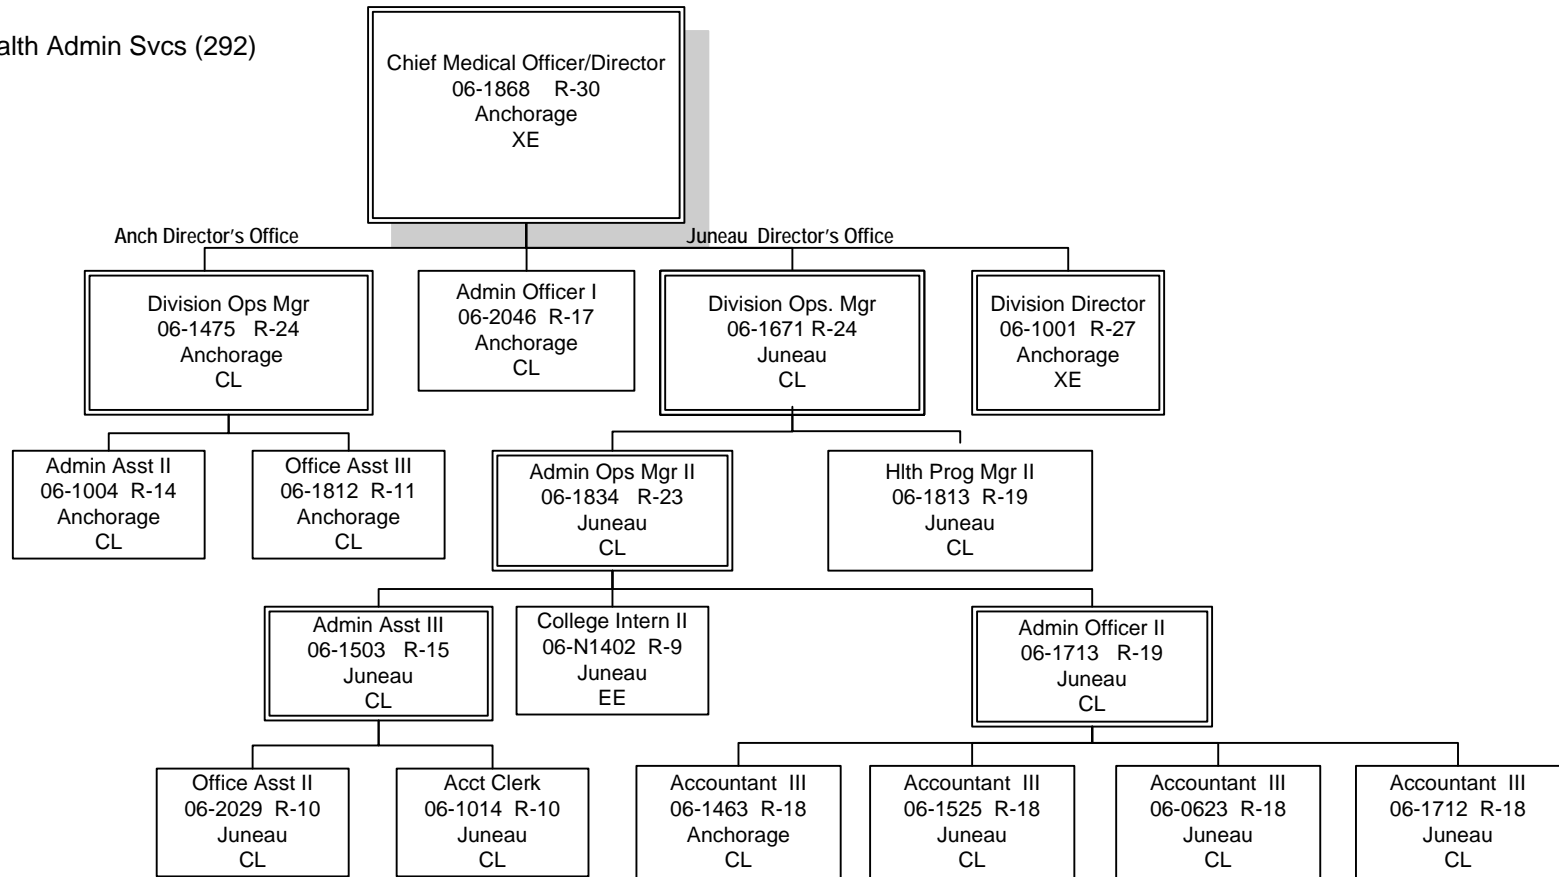 alth Admin Svcs (292)
Chief Medical Officer/Director
06-1868 R-30
Anchorage
XE
Anch Director's Office
Juneau Director's Office
Division Ops Mgr
06-1475 R-24
Anchorage
CL
Admin Officer I
06-2046 R-17
Anchorage
CL
Division Ops. Mgr
06-1671 R-24
Juneau
CL
Division Director
06-1001 R-27
Anchorage
XE
Admin Asst II
06-1004 R-14
Anchorage
CL
Office Asst III
06-1812 R-11
Anchorage
CL
Admin Ops Mgr II
06-1834 R-23
Juneau
CL
Hlth Prog Mgr II
06-1813 R-19
Juneau
CL
Admin Asst III
06-1503 R-15
Juneau
CL
College Intern II
06-N1402 R-9
Juneau
EE
Admin Officer II
06-1713 R-19
Juneau
CL
Office Asst II
06-2029 R-10
Juneau
CL
Acct Clerk
06-1014 R-10
Juneau
CL
Accountant III
06-1463 R-18
Anchorage
CL
Accountant III
06-1525 R-18
Juneau
CL
Accountant III
06-0623 R-18
Juneau
CL
Accountant III
06-1712 R-18
Juneau
CL